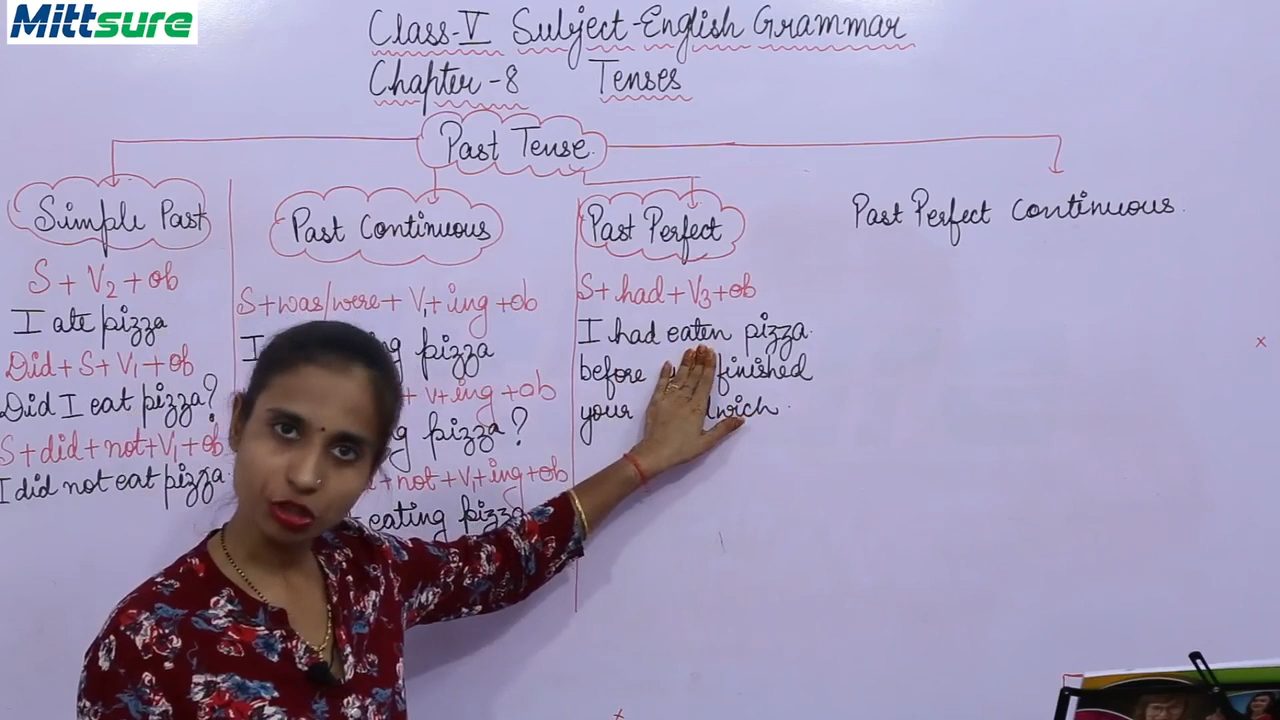 Mittsure
Class-V Subject-English Grammar
Chapter-8 Tenses
Past Tense
Simple Past
S + V2 + ob
I ate pizza
Did + S + V1 + ob
Did I eat pizza?
S + did + not + V1 + ob
I did not eat pizza
Past Continuous
S + was/were + V1 + ing + ob
I pizza
+ V + ing + ob
pizza?
+ not + V1 + ing + ob
eating pizza
Past Perfect
S + had + V3 + ob
I had eaten pizza
before finished
your
Past Perfect Continuous.